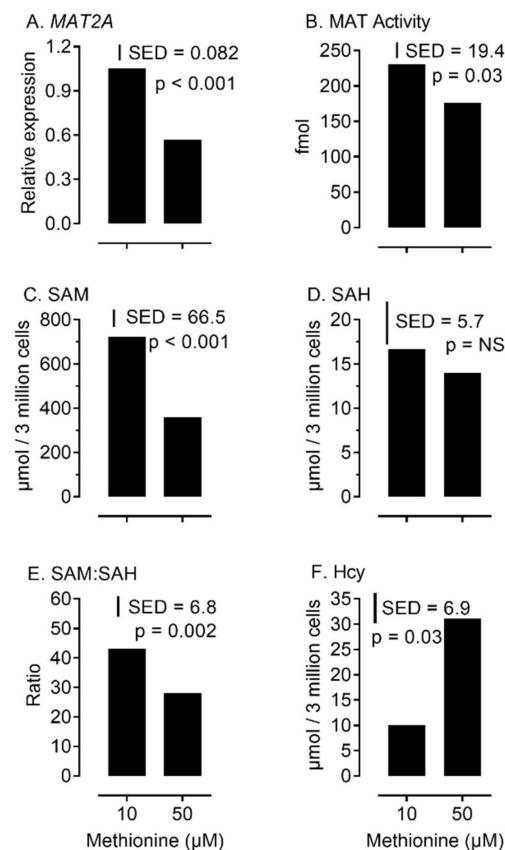 A. MAT2A
SED = 0.082
p < 0.001
Relative expression
1.2
0.9
0.6
0.3
0.0
B. MAT Activity
SED = 19.4
p = 0.03
fmol
250
200
150
100
50
0
C. SAM
SED = 66.5
p < 0.001
µmol / 3 million cells
800
600
400
200
0
D. SAH
SED = 5.7
p = NS
µmol / 3 million cells
20
15
10
5
0
E. SAM:SAH
SED = 6.8
p = 0.002
Ratio
60
50
40
30
20
10
0
10
50
Methionine (µM)
F. Hcy
SED = 6.9
p = 0.03
µmol / 3 million cells
35
30
25
20
15
10
5
0
10
50
Methionine (µM)